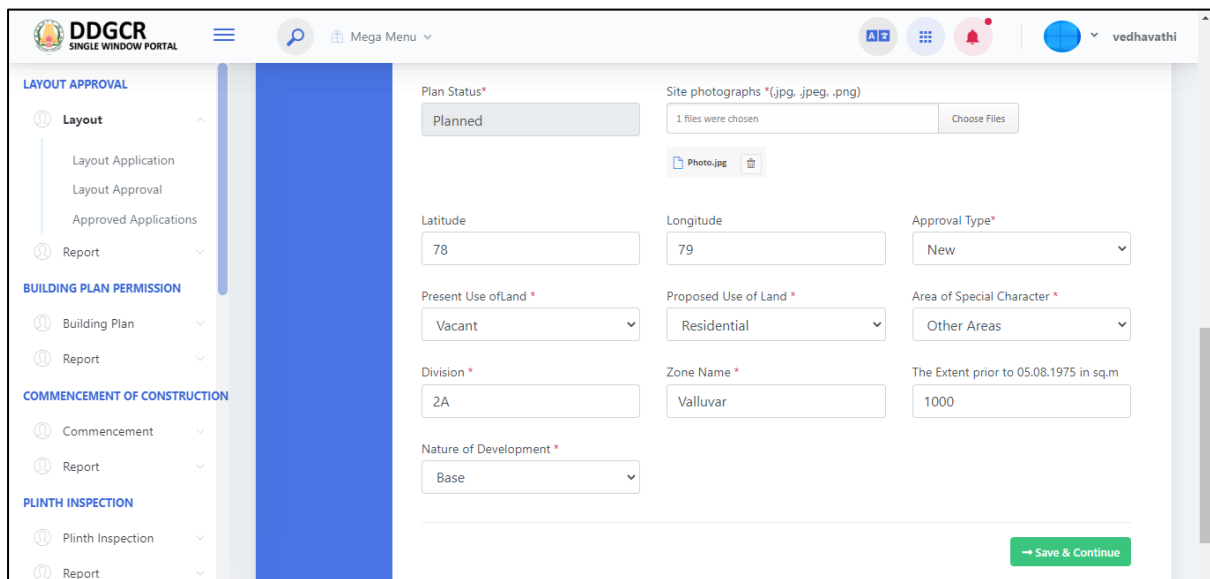 DDGCR
SINGLE WINDOW PORTAL
Mega Menu
vedhavathi
LAYOUT APPROVAL
Layout
Layout Application
Layout Approval
Approved Applications
Report
BUILDING PLAN PERMISSION
Building Plan
Report
COMMENCEMENT OF CONSTRUCTION
Commencement
Report
PLINTH INSPECTION
Plinth Inspection
Report
Plan Status*
Site photographs *(.jpg, .jpeg, .png)
Planned
1 files were chosen
Choose Files
Photo.jpg
Latitude
Longitude
Approval Type*
78
79
New
Present Use ofLand *
Proposed Use of Land *
Area of Special Character *
Vacant
Residential
Other Areas
Division *
Zone Name *
The Extent prior to 05.08.1975 in sq.m
2A
Valluvar
1000
Nature of Development *
Base
→ Save & Continue